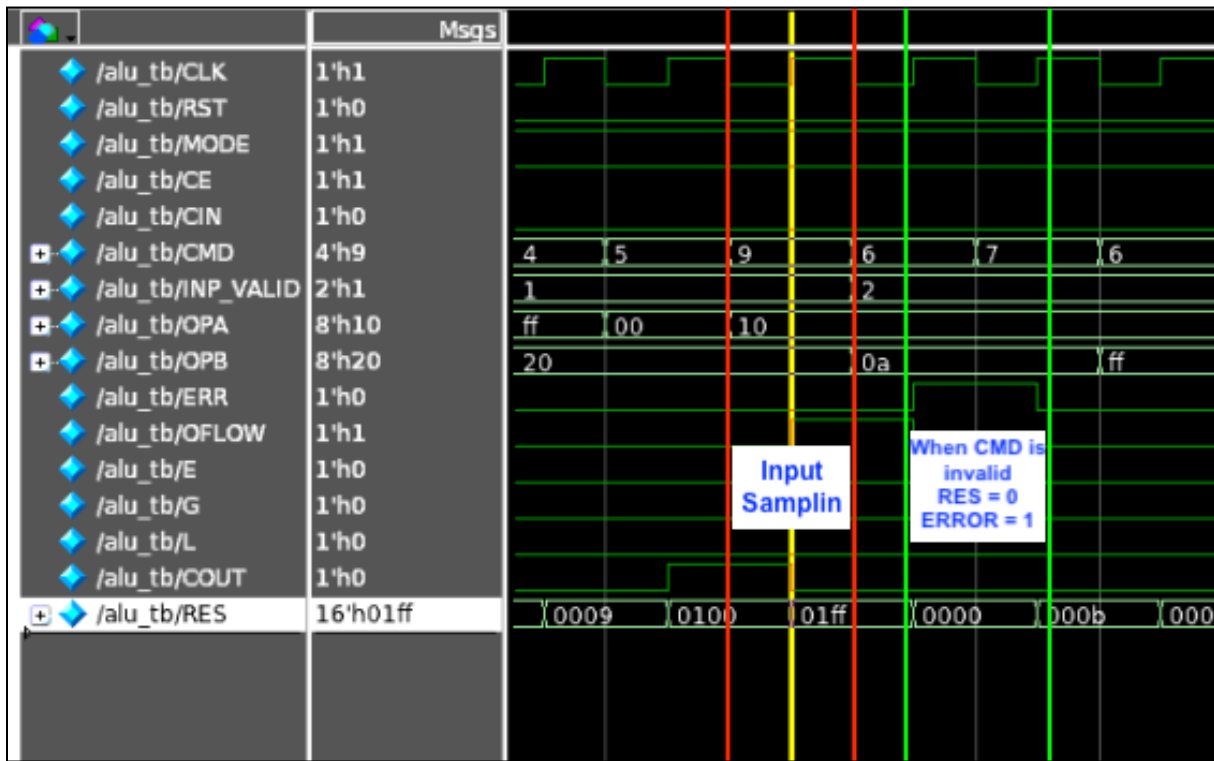 Msgs
/alu_tb/CLK 1'h1
/alu_tb/RST 1'h0
/alu_tb/MODE 1'h1
/alu_tb/CE 1'h1
/alu_tb/CIN 1'h0
/alu_tb/CMD 4'h9 4 5 9 6 7 6
/alu_tb/INP_VALID 2'h1 1 2
/alu_tb/OPA 8'h10 ff 00 10
/alu_tb/OPB 8'h20 20 0a ff
/alu_tb/ERR 1'h0
/alu_tb/OFLOW 1'h1
/alu_tb/E 1'h0
/alu_tb/G 1'h0
/alu_tb/L 1'h0
/alu_tb/COUT 1'h0
/alu_tb/RES 16'h01ff 0009 0100 01ff 0000 000b 000
Input
Samplin
When CMD is
invalid
RES = 0
ERROR = 1